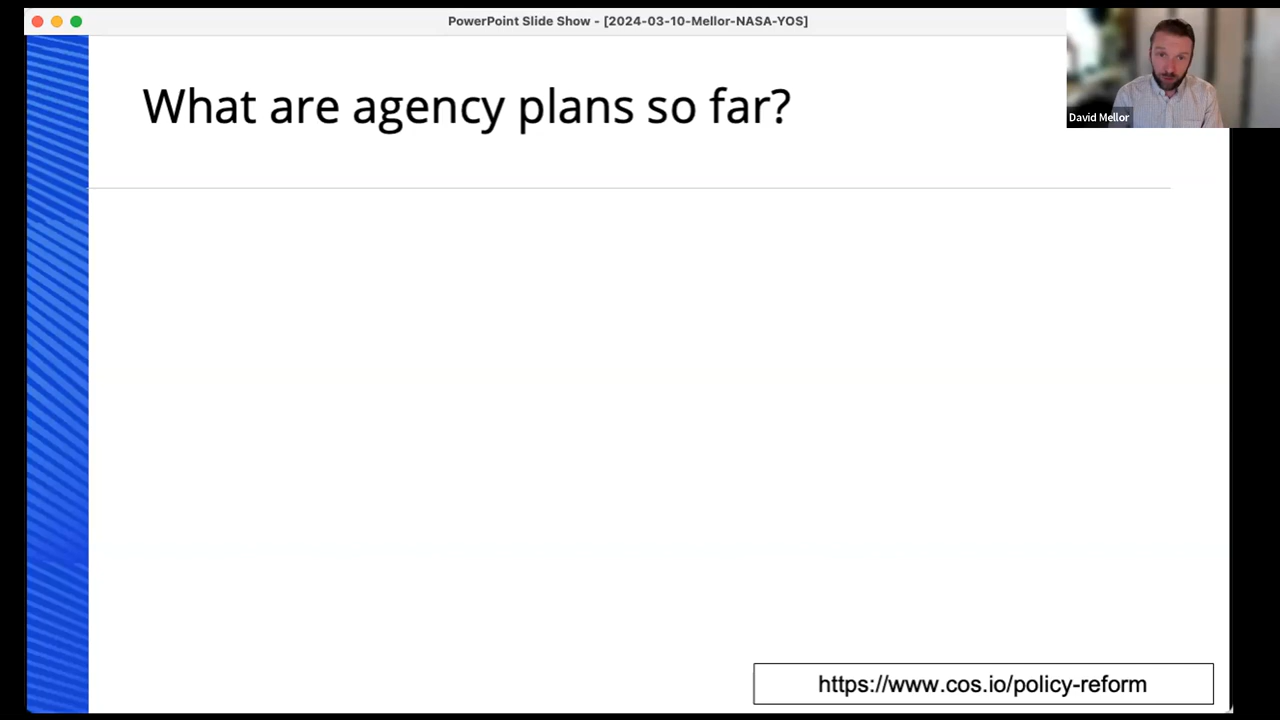 PowerPoint Slide Show - [2024-03-10-Mellor-NASA-YOS]
David Mellor
What are agency plans so far?
https://www.cos.io/policy-reform